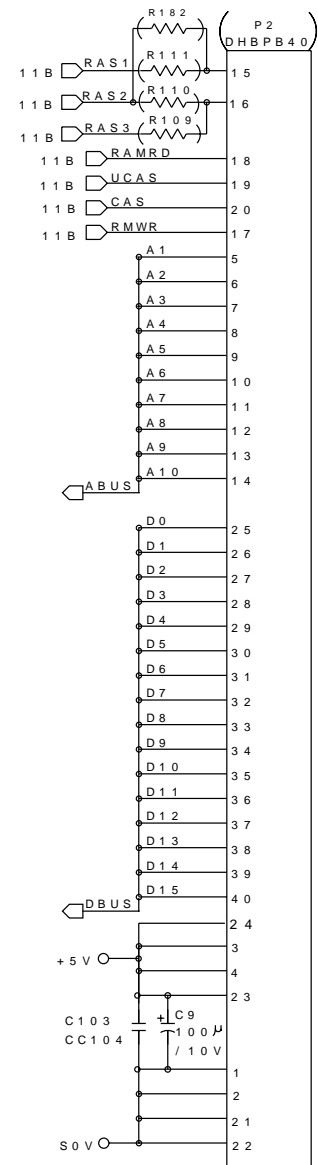 R182
P2
DHBPB40
11B RAS1 R111 15
11B RAS2 R110 16
11B RAS3 R109
11B RAMRD 18
11B UCAS 19
11B CAS 20
11B RMWR 17
A1 5
A2 6
A3 7
A4 8
A5 9
A6 10
A7 11
A8 12
A9 13
A10 14
ABUS
D0 25
D1 26
D2 27
D3 28
D4 29
D5 30
D6 31
D7 32
D8 33
D9 34
D10 35
D11 36
D12 37
D13 38
D14 39
D15 40
DBUS
24
3
+5V
4
23
C103 + C9
CC104 100μ
/10V
1
2
21
S0V 22